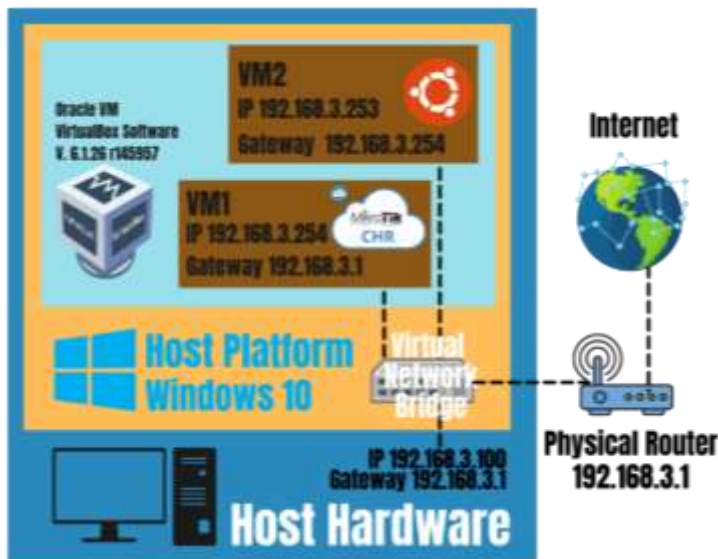 VM2
IP 192.168.3.253
Gateway 192.168.3.254
Oracle VM
VirtualBox Software
V. 6.1.26 r145957
VM1
IP 192.168.3.254
Gateway 192.168.3.1
MikroTik
CHR
Internet
Host Platform
Windows 10
Virtual
Network
Bridge
IP 192.168.3.100
Gateway 192.168.3.1
Host Hardware
Physical Router
192.168.3.1